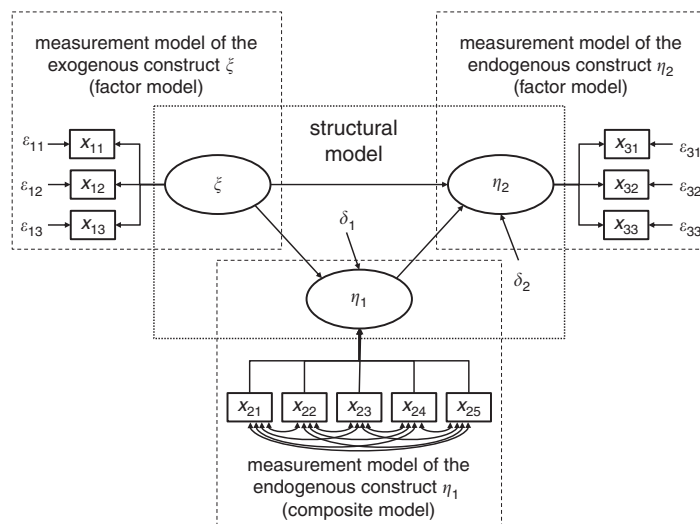 measurement model of the
exogenous construct ξ
(factor model)
measurement model of the
endogenous construct η₂
(factor model)
structural
model
ε₁₁
x₁₁
ε₁₂
x₁₂
ε₁₃
x₁₃
ξ
η₂
x₃₁
ε₃₁
x₃₂
ε₃₂
x₃₃
ε₃₃
δ₁
δ₂
η₁
x₂₁
x₂₂
x₂₃
x₂₄
x₂₅
measurement model of the
endogenous construct η₁
(composite model)